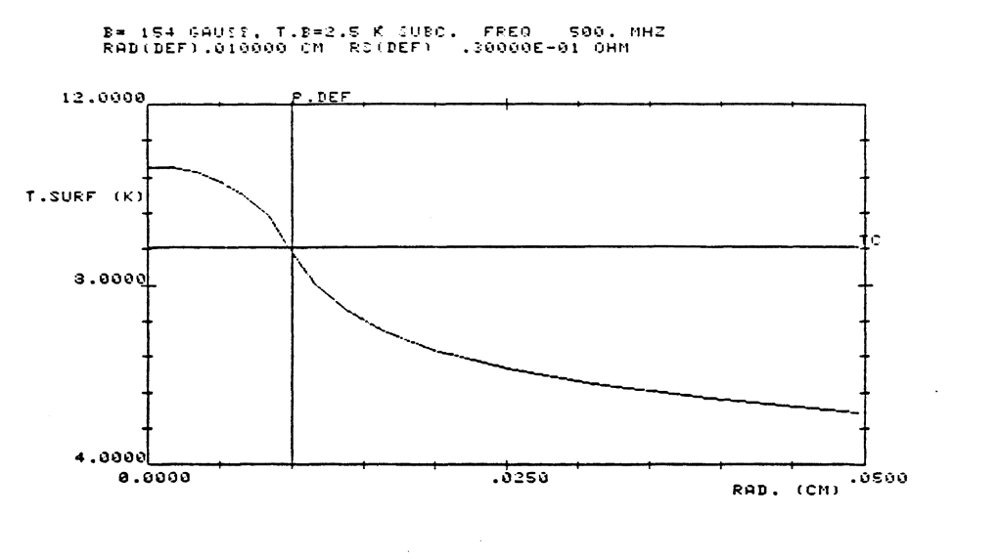 B= 154 GAUSS, T.B=2.5 K SUBC. FREQ 500. MHZ
RAD(DEF).010000 CM RS(DEF) .30000E-01 OHM
12.0000
P.DEF
T.SURF (K)
TC
8.0000
4.0000
0.0000
.0250
.0500
RAD. (CM)